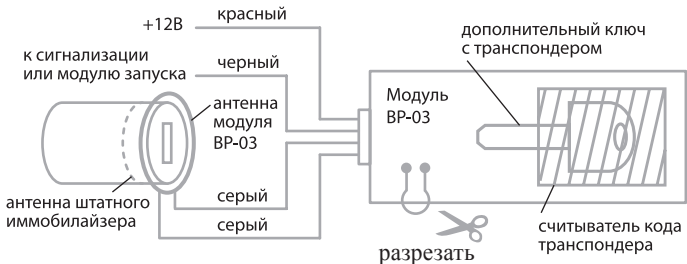 +12В
красный
к сигнализации
или модулю запуска
черный
антенна
модуля
ВР-03
антенна штатного
иммобилайзера
серый
серый
Модуль
ВР-03
дополнительный ключ
с транспондером
считыватель кода
транспондера
разрезать